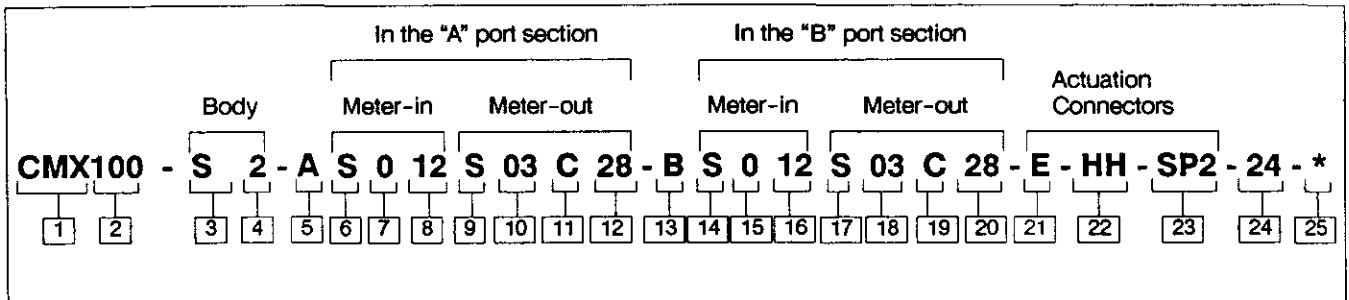 In the "A" port section In the "B" port section
Actuation
Body Meter-in Meter-out Meter-in Meter-out Connectors
CMX100 - S 2 - A S 0 12 S 03 C 28 - B S 0 12 S 03 C 28 - E - HH - SP2 - 24 - *
1 2 3 4 5 6 7 8 9 10 11 12 13 14 15 16 17 18 19 20 21 22 23 24 25